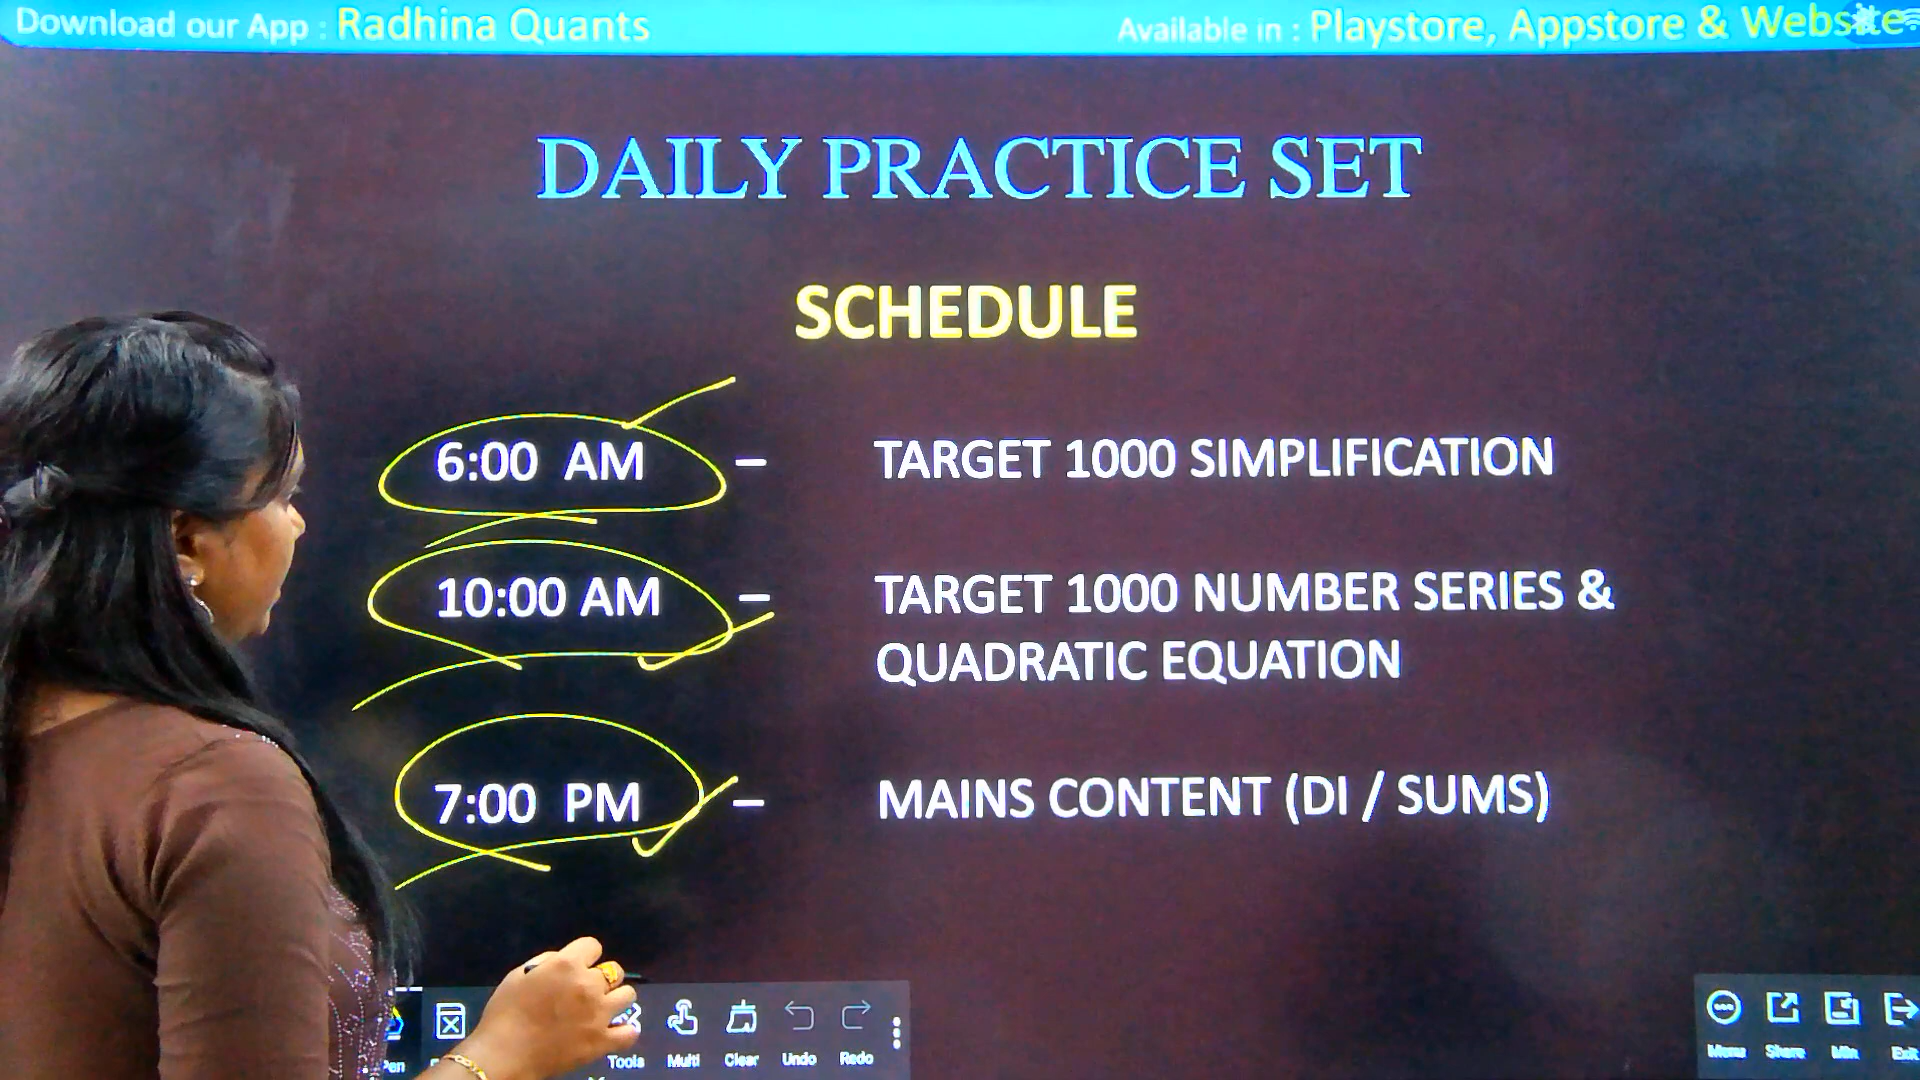 Download our App : Radhina Quants
Available in : Playstore, Appstore & Website
DAILY PRACTICE SET
SCHEDULE
6:00 AM – TARGET 1000 SIMPLIFICATION
10:00 AM – TARGET 1000 NUMBER SERIES &
QUADRATIC EQUATION
7:00 PM – MAINS CONTENT (DI / SUMS)
Pen Tools Multi Clear Undo Redo
Menu Share Min Exit